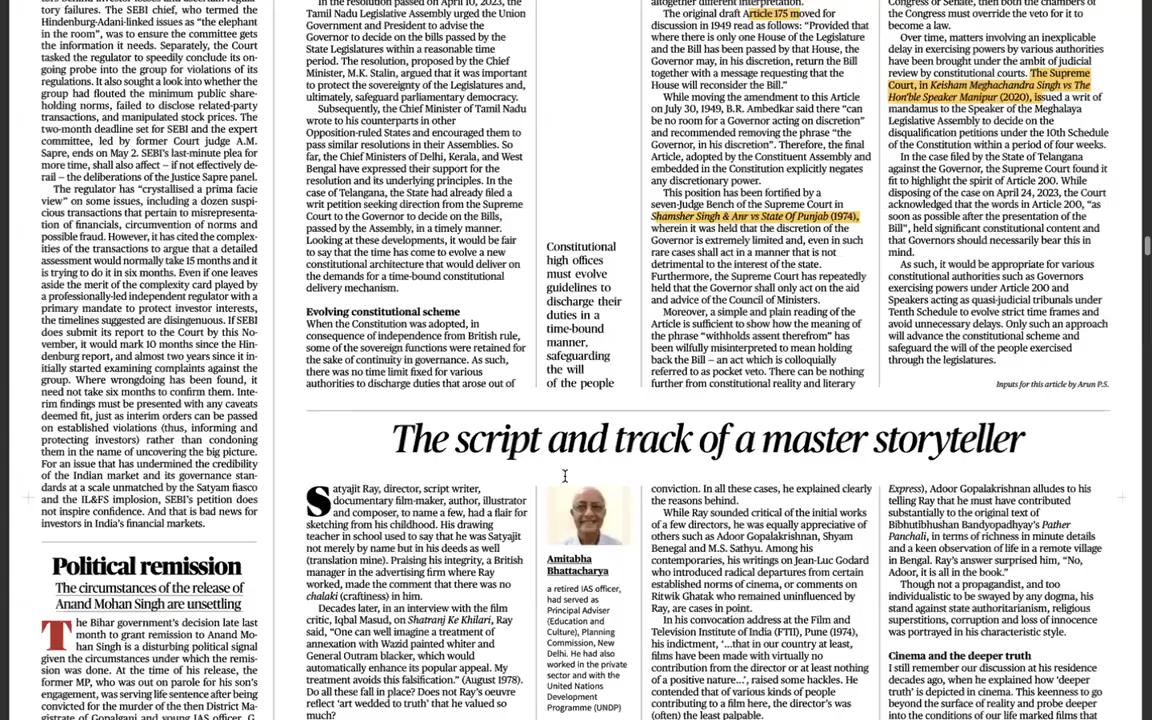 tory failures. The SEBI chief, who termed the
Hindenburg-Adani-linked issues as “the elephant
in the room”, was to ensure the committee gets
the information it needs. Separately, the Court
tasked the regulator to speedily conclude its on-
going probe into the group for violations of its
regulations. It also sought a look into whether the
group had flouted the minimum public share-
holding norms, failed to disclose related-party
transactions, and manipulated stock prices. The
two-month deadline set for SEBI and the expert
committee, led by former Court judge A.M.
Sapre, ends on May 2. SEBI’s last-minute plea for
more time, shall also affect — if not effectively de-
rail — the deliberations of the Justice Sapre panel.
The regulator has “crystallised a prima facie
view” on some issues, including a dozen suspi-
cious transactions that pertain to misrepresenta-
tion of financials, circumvention of norms and
possible fraud. However, it has cited the complex-
ities of the transactions to argue that a detailed
assessment would normally take 15 months and it
is trying to do it in six months. Even if one leaves
aside the merit of the complexity card played by
a professionally-led independent regulator with a
primary mandate to protect investor interests,
the timelines suggested are disingenuous. If SEBI
does submit its report to the Court by this No-
vember, it would mark 10 months since the Hin-
denburg report, and almost two years since it in-
itially started examining complaints against the
group. Where wrongdoing has been found, it
need not take six months to confirm them. Inte-
rim findings must be presented with any caveats
deemed fit, just as interim orders can be passed
on established violations (thus, informing and
protecting investors) rather than condoning
them in the name of uncovering the big picture.
For an issue that has undermined the credibility
of the Indian market and its governance stan-
dards at a scale unmatched by the Satyam fiasco
and the IL&FS implosion, SEBI’s petition does
not inspire confidence. And that is bad news for
investors in India’s financial markets.
Political remission
The circumstances of the release of
Anand Mohan Singh are unsettling
The Bihar government’s decision late last
month to grant remission to Anand Mo-
han Singh is a disturbing political signal
given the circumstances under which the remis-
sion was done. At the time of his release, the
former MP, who was out on parole for his son’s
engagement, was serving life sentence after being
convicted for the murder of the then District Ma-
gistrate of Gopalganj and young IAS officer, G.
In the resolution passed on April 10, 2023, the
Tamil Nadu Legislative Assembly urged the Union
Government and President to advise the
Governor to decide on the bills passed by the
State Legislatures within a reasonable time
period. The resolution, proposed by the Chief
Minister, M.K. Stalin, argued that it was important
to protect the sovereignty of the Legislatures and,
ultimately, safeguard parliamentary democracy.
Subsequently, the Chief Minister of Tamil Nadu
wrote to his counterparts in other
Opposition-ruled States and encouraged them to
pass similar resolutions in their Assemblies. So
far, the Chief Ministers of Delhi, Kerala, and West
Bengal have expressed their support for the
resolution and its underlying principles. In the
case of Telangana, the State had already filed a
writ petition seeking direction from the Supreme
Court to the Governor to decide on the Bills,
passed by the Assembly, in a timely manner.
Looking at these developments, it would be fair
to say that the time has come to evolve a new
constitutional architecture that would deliver on
the demands for a time-bound constitutional
delivery mechanism.
Evolving constitutional scheme
When the Constitution was adopted, in
consequence of independence from British rule,
some of the sovereign functions were retained for
the sake of continuity in governance. As such,
there was no time limit fixed for various
authorities to discharge duties that arose out of
Constitutional
high offices
must evolve
guidelines to
discharge their
duties in a
time-bound
manner,
safeguarding
the will
of the people
altogether different interpretation.
The original draft Article 175 moved for
discussion in 1949 read as follows: “Provided that
where there is only one House of the Legislature
and the Bill has been passed by that House, the
Governor may, in his discretion, return the Bill
together with a message requesting that the
House will reconsider the Bill.”
While moving the amendment to this Article
on July 30, 1949, B.R. Ambedkar said there “can
be no room for a Governor acting on discretion”
and recommended removing the phrase “the
Governor, in his discretion”. Therefore, the final
Article, adopted by the Constituent Assembly and
embedded in the Constitution explicitly negates
any discretionary power.
This position has been fortified by a
seven-Judge Bench of the Supreme Court in
Shamsher Singh & Anr vs State Of Punjab (1974),
wherein it was held that the discretion of the
Governor is extremely limited and, even in such
rare cases shall act in a manner that is not
detrimental to the interest of the state.
Furthermore, the Supreme Court has repeatedly
held that the Governor shall only act on the aid
and advice of the Council of Ministers.
Moreover, a simple and plain reading of the
Article is sufficient to show how the meaning of
the phrase “withholds assent therefrom” has
been wilfully misinterpreted to mean holding
back the Bill — an act which is colloquially
referred to as pocket veto. There can be nothing
further from constitutional reality and literary
Congress or Senate, then both the chambers of
the Congress must override the veto for it to
become a law.
Over time, matters involving an inexplicable
delay in exercising powers by various authorities
have been brought under the ambit of judicial
review by constitutional courts. The Supreme
Court, in Keisham Meghachandra Singh vs The
Hon’ble Speaker Manipur (2020), issued a writ of
mandamus to the Speaker of the Meghalaya
Legislative Assembly to decide on the
disqualification petitions under the 10th Schedule
of the Constitution within a period of four weeks.
In the case filed by the State of Telangana
against the Governor, the Supreme Court found it
fit to highlight the spirit of Article 200. While
disposing of the case on April 24, 2023, the Court
acknowledged that the words in Article 200, “as
soon as possible after the presentation of the
Bill”, held significant constitutional content and
that Governors should necessarily bear this in
mind.
As such, it would be appropriate for various
constitutional authorities such as Governors
exercising powers under Article 200 and
Speakers acting as quasi-judicial tribunals under
Tenth Schedule to evolve strict time frames and
avoid unnecessary delays. Only such an approach
will advance the constitutional scheme and
safeguard the will of the people exercised
through the legislatures.
Inputs for this article by Arun P.S.
The script and track of a master storyteller
Satyajit Ray, director, script writer,
documentary film-maker, author, illustrator
and composer, to name a few, had a flair for
sketching from his childhood. His drawing
teacher in school used to say that he was Satyajit
not merely by name but in his deeds as well
(translation mine). Praising his integrity, a British
manager in the advertising firm where Ray
worked, made the comment that there was no
chalaki (craftiness) in him.
Decades later, in an interview with the film
critic, Iqbal Masud, on Shatranj Ke Khilari, Ray
said, “One can well imagine a treatment of
annexation with Wazid painted whiter and
General Outram blacker, which would
automatically enhance its popular appeal. My
treatment avoids this falsification.” (August 1978).
Do all these fall in place? Does not Ray’s oeuvre
reflect ‘art wedded to truth’ that he valued so
much?
Amitabha
Bhattacharya
a retired IAS officer,
had served as
Principal Adviser
(Education and
Culture), Planning
Commission, New
Delhi. He had also
worked in the private
sector and with the
United Nations
Development
Programme (UNDP)
conviction. In all these cases, he explained clearly
the reasons behind.
While Ray sounded critical of the initial works
of a few directors, he was equally appreciative of
others such as Adoor Gopalakrishnan, Shyam
Benegal and M.S. Sathyu. Among his
contemporaries, his writings on Jean-Luc Godard
who introduced radical departures from certain
established norms of cinema, or comments on
Ritwik Ghatak who remained uninfluenced by
Ray, are cases in point.
In his convocation address at the Film and
Television Institute of India (FTII), Pune (1974),
his indictment, ‘...that in our country at least,
films have been made with virtually no
contribution from the director or at least nothing
of a positive nature...’, raised some hackles. He
contended that of various kinds of people
contributing to a film here, the director’s was
(often) the least palpable.
Express), Adoor Gopalakrishnan alludes to his
telling Ray that he must have contributed
substantially to the original text of
Bibhutibhushan Bandyopadhyay’s Pather
Panchali, in terms of richness in minute details
and a keen observation of life in a remote village
in Bengal. Ray’s answer surprised him, “No,
Adoor, it is all in the book.”
Though not a propagandist, and too
individualistic to be swayed by any dogma, his
stand against state authoritarianism, religious
superstitions, corruption and loss of innocence
was portrayed in his characteristic style.
Cinema and the deeper truth
I still remember our discussion at his residence
decades ago, when he explained how ‘deeper
truth’ is depicted in cinema. This keenness to go
beyond the surface of reality and probe deeper
into the conditions of our life marked films that